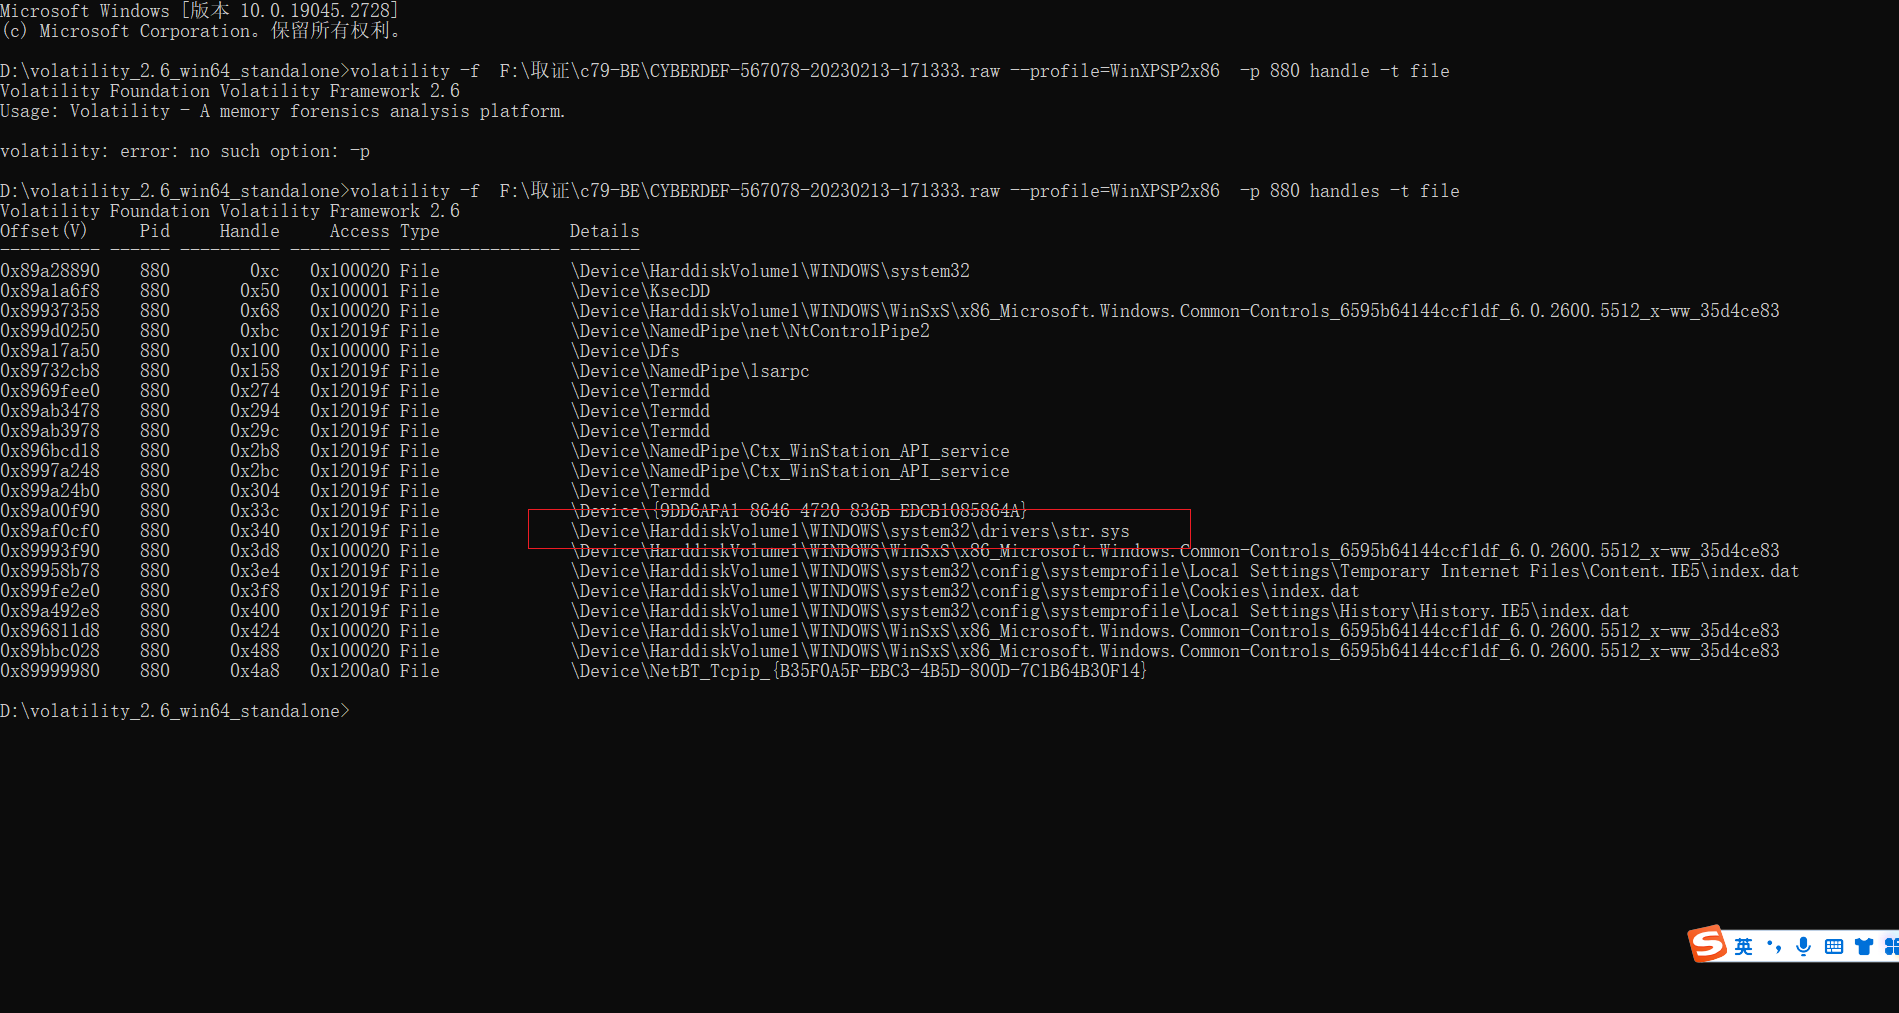 Microsoft Windows [版本 10.0.19045.2728]
(c) Microsoft Corporation。保留所有权利。
D:\volatility_2.6_win64_standalone>volatility -f  F:\取证\c79-BE\CYBERDEF-567078-20230213-171333.raw --profile=WinXPSP2x86  -p 880 handle -t file
Volatility Foundation Volatility Framework 2.6
Usage: Volatility - A memory forensics analysis platform.
volatility: error: no such option: -p
D:\volatility_2.6_win64_standalone>volatility -f  F:\取证\c79-BE\CYBERDEF-567078-20230213-171333.raw --profile=WinXPSP2x86  -p 880 handles -t file
Volatility Foundation Volatility Framework 2.6
Offset(V)     Pid     Handle     Access Type             Details
---------- ------ ---------- ---------- ---------------- -------
0x89a28890    880        0xc   0x100020 File             \Device\HarddiskVolume1\WINDOWS\system32
0x89a1a6f8    880       0x50   0x100001 File             \Device\KsecDD
0x89937358    880       0x68   0x100020 File             \Device\HarddiskVolume1\WINDOWS\WinSxS\x86_Microsoft.Windows.Common-Controls_6595b64144ccf1df_6.0.2600.5512_x-ww_35d4ce83
0x899d0250    880       0xbc   0x12019f File             \Device\NamedPipe\net\NtControlPipe2
0x89a17a50    880      0x100   0x100000 File             \Device\Dfs
0x89732cb8    880      0x158   0x12019f File             \Device\NamedPipe\lsarpc
0x8969fee0    880      0x274   0x12019f File             \Device\Termdd
0x89ab3478    880      0x294   0x12019f File             \Device\Termdd
0x89ab3978    880      0x29c   0x12019f File             \Device\Termdd
0x896bcd18    880      0x2b8   0x12019f File             \Device\NamedPipe\Ctx_WinStation_API_service
0x8997a248    880      0x2bc   0x12019f File             \Device\NamedPipe\Ctx_WinStation_API_service
0x899a24b0    880      0x304   0x12019f File             \Device\Termdd
0x89a00f90    880      0x33c   0x12019f File             \Device\{9DD6AFA1-8646-4720-836B-EDCB1085864A}
0x89af0cf0    880      0x340   0x12019f File             \Device\HarddiskVolume1\WINDOWS\system32\drivers\str.sys
0x89993f90    880      0x3d8   0x100020 File             \Device\HarddiskVolume1\WINDOWS\WinSxS\x86_Microsoft.Windows.Common-Controls_6595b64144ccf1df_6.0.2600.5512_x-ww_35d4ce83
0x89958b78    880      0x3e4   0x12019f File             \Device\HarddiskVolume1\WINDOWS\system32\config\systemprofile\Local Settings\Temporary Internet Files\Content.IE5\index.dat
0x899fe2e0    880      0x3f8   0x12019f File             \Device\HarddiskVolume1\WINDOWS\system32\config\systemprofile\Cookies\index.dat
0x89a492e8    880      0x400   0x12019f File             \Device\HarddiskVolume1\WINDOWS\system32\config\systemprofile\Local Settings\History\History.IE5\index.dat
0x896811d8    880      0x424   0x100020 File             \Device\HarddiskVolume1\WINDOWS\WinSxS\x86_Microsoft.Windows.Common-Controls_6595b64144ccf1df_6.0.2600.5512_x-ww_35d4ce83
0x89bbc028    880      0x488   0x100020 File             \Device\HarddiskVolume1\WINDOWS\WinSxS\x86_Microsoft.Windows.Common-Controls_6595b64144ccf1df_6.0.2600.5512_x-ww_35d4ce83
0x89999980    880      0x4a8   0x1200a0 File             \Device\NetBT_Tcpip_{B35F0A5F-EBC3-4B5D-800D-7C1B64B30F14}
D:\volatility_2.6_win64_standalone>
英